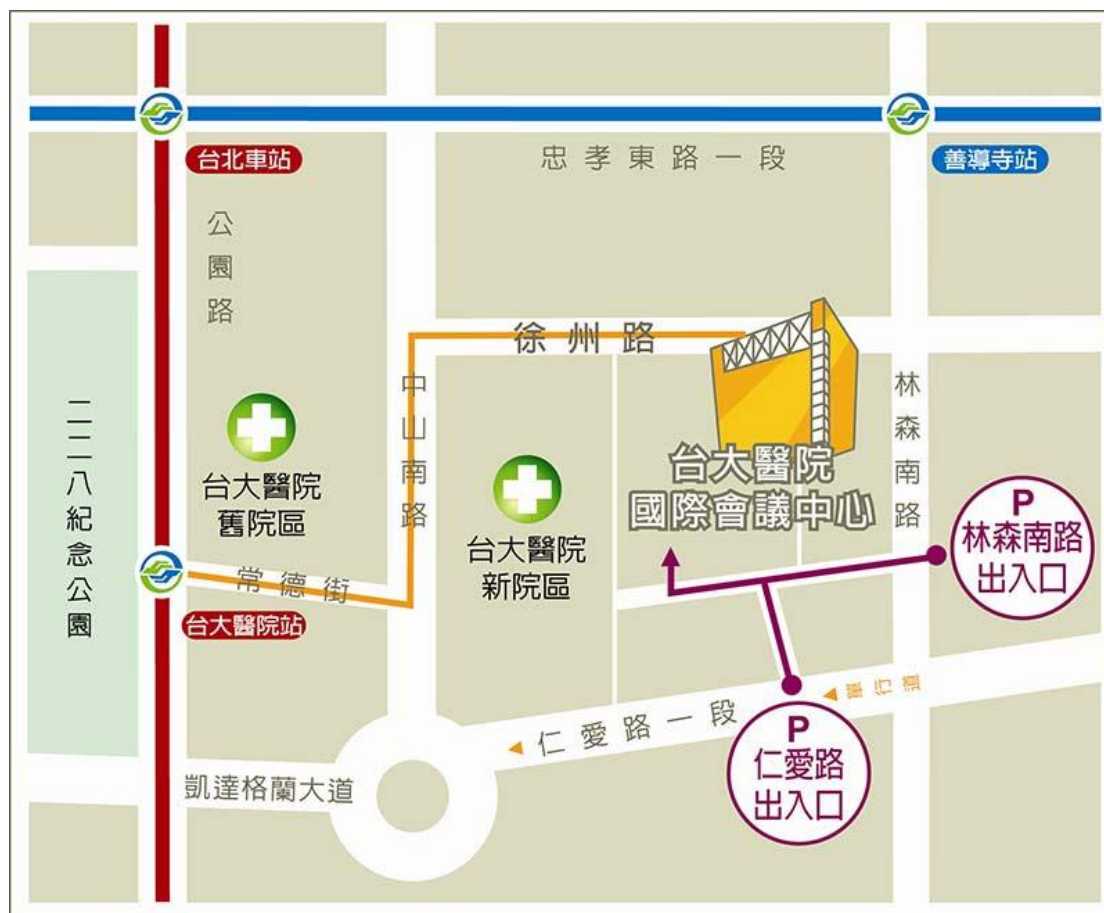 台北車站
忠孝東路一段
善導寺站
公園路
徐州路
中山南路
林森南路
二二八紀念公園
台大醫院
舊院區
台大醫院
新院區
台大醫院
國際會議中心
P
林森南路
出入口
常德街
台大醫院站
單行道
仁愛路一段
P
仁愛路
出入口
凱達格蘭大道